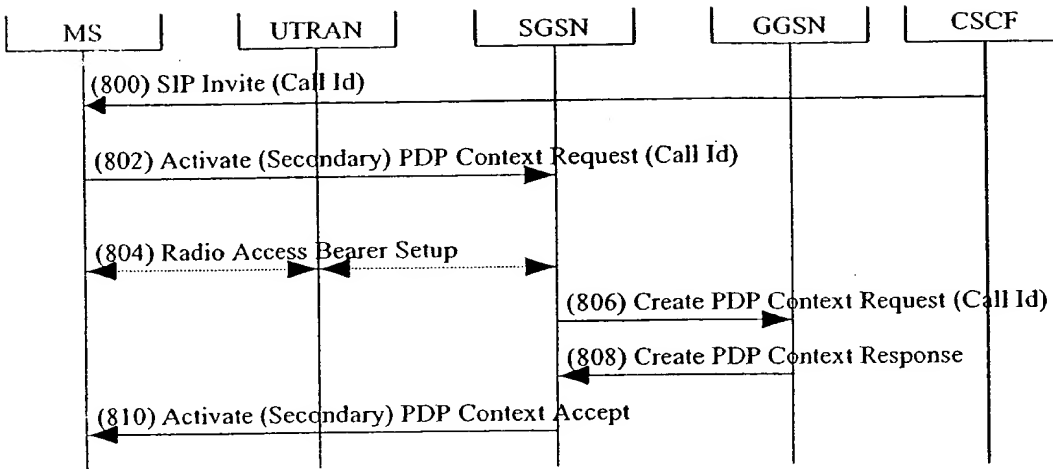 MS UTRAN SGSN GGSN CSCF
(800) SIP Invite (Call Id)
(802) Activate (Secondary) PDP Context Request (Call Id)
(804) Radio Access Bearer Setup
(806) Create PDP Context Request (Call Id)
(808) Create PDP Context Response
(810) Activate (Secondary) PDP Context Accept